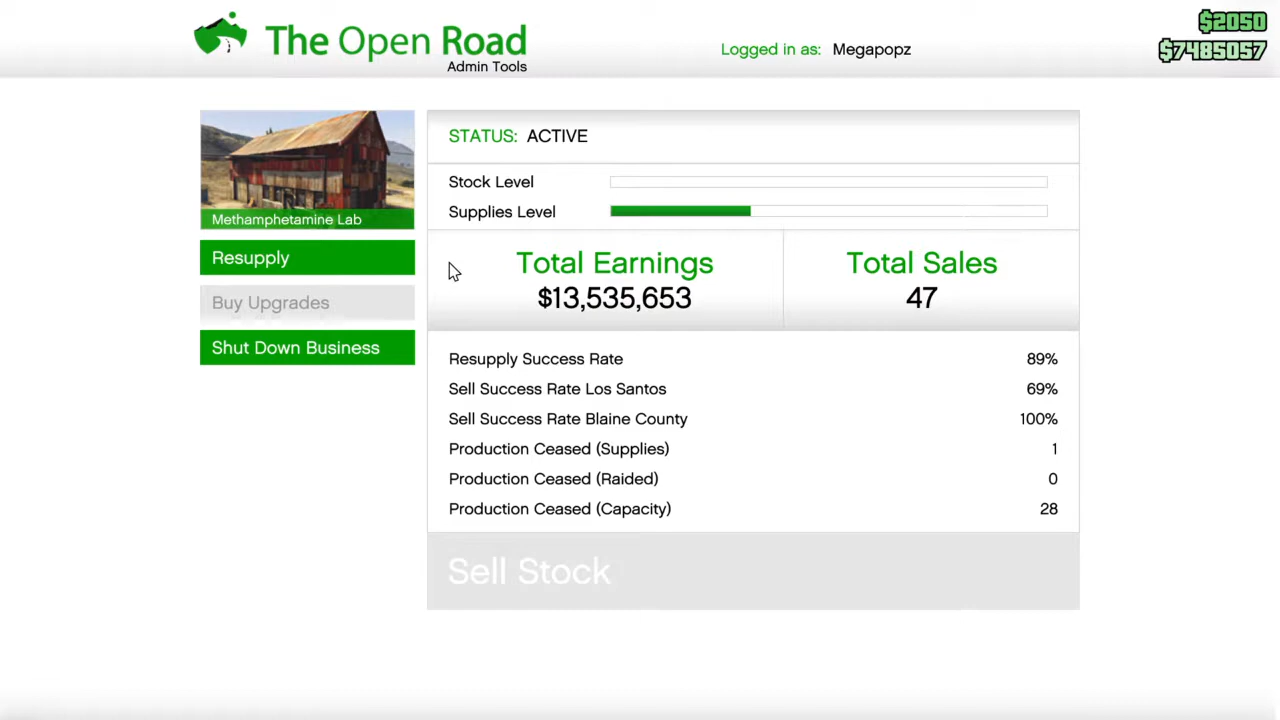 The Open Road
Admin Tools
Logged in as: Megapopz
$2050
$7485057
Methamphetamine Lab
Resupply
Buy Upgrades
Shut Down Business
STATUS: ACTIVE
Stock Level
Supplies Level
Total Earnings
$13,535,653
Total Sales
47
Resupply Success Rate 89%
Sell Success Rate Los Santos 69%
Sell Success Rate Blaine County 100%
Production Ceased (Supplies) 1
Production Ceased (Raided) 0
Production Ceased (Capacity) 28
Sell Stock